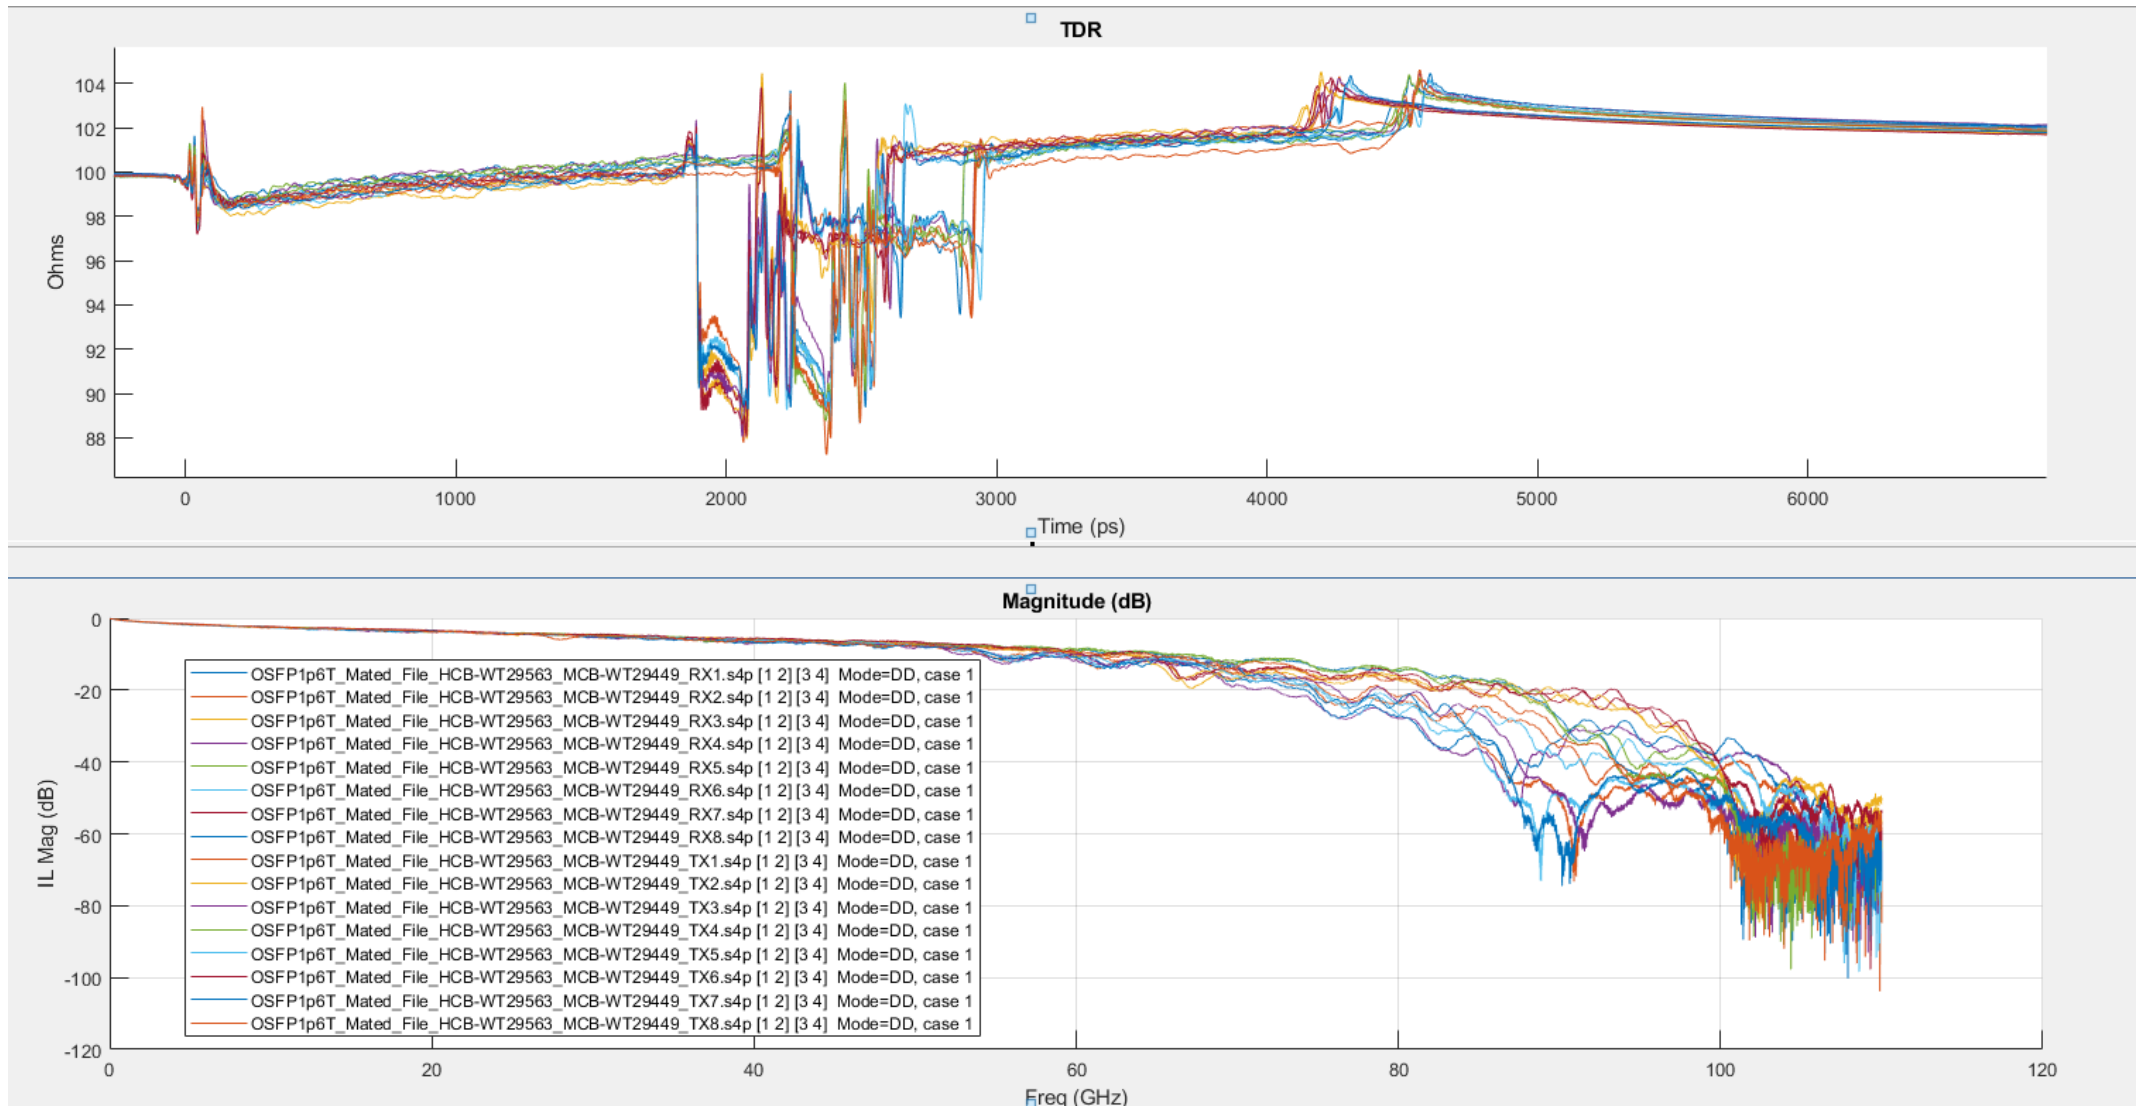 TDR
104
102
100
98
96
94
92
90
88
Ohms
0 1000 2000 3000 4000 5000 6000
Time (ps)
Magnitude (dB)
0
-20
-40
-60
-80
-100
-120
IL Mag (dB)
OSFP1p6T_Mated_File_HCB-WT29563_MCB-WT29449_RX1.s4p [1 2] [3 4] Mode=DD, case 1
OSFP1p6T_Mated_File_HCB-WT29563_MCB-WT29449_RX2.s4p [1 2] [3 4] Mode=DD, case 1
OSFP1p6T_Mated_File_HCB-WT29563_MCB-WT29449_RX3.s4p [1 2] [3 4] Mode=DD, case 1
OSFP1p6T_Mated_File_HCB-WT29563_MCB-WT29449_RX4.s4p [1 2] [3 4] Mode=DD, case 1
OSFP1p6T_Mated_File_HCB-WT29563_MCB-WT29449_RX5.s4p [1 2] [3 4] Mode=DD, case 1
OSFP1p6T_Mated_File_HCB-WT29563_MCB-WT29449_RX6.s4p [1 2] [3 4] Mode=DD, case 1
OSFP1p6T_Mated_File_HCB-WT29563_MCB-WT29449_RX7.s4p [1 2] [3 4] Mode=DD, case 1
OSFP1p6T_Mated_File_HCB-WT29563_MCB-WT29449_RX8.s4p [1 2] [3 4] Mode=DD, case 1
OSFP1p6T_Mated_File_HCB-WT29563_MCB-WT29449_TX1.s4p [1 2] [3 4] Mode=DD, case 1
OSFP1p6T_Mated_File_HCB-WT29563_MCB-WT29449_TX2.s4p [1 2] [3 4] Mode=DD, case 1
OSFP1p6T_Mated_File_HCB-WT29563_MCB-WT29449_TX3.s4p [1 2] [3 4] Mode=DD, case 1
OSFP1p6T_Mated_File_HCB-WT29563_MCB-WT29449_TX4.s4p [1 2] [3 4] Mode=DD, case 1
OSFP1p6T_Mated_File_HCB-WT29563_MCB-WT29449_TX5.s4p [1 2] [3 4] Mode=DD, case 1
OSFP1p6T_Mated_File_HCB-WT29563_MCB-WT29449_TX6.s4p [1 2] [3 4] Mode=DD, case 1
OSFP1p6T_Mated_File_HCB-WT29563_MCB-WT29449_TX7.s4p [1 2] [3 4] Mode=DD, case 1
OSFP1p6T_Mated_File_HCB-WT29563_MCB-WT29449_TX8.s4p [1 2] [3 4] Mode=DD, case 1
0 20 40 60 80 100 120
Freq (GHz)